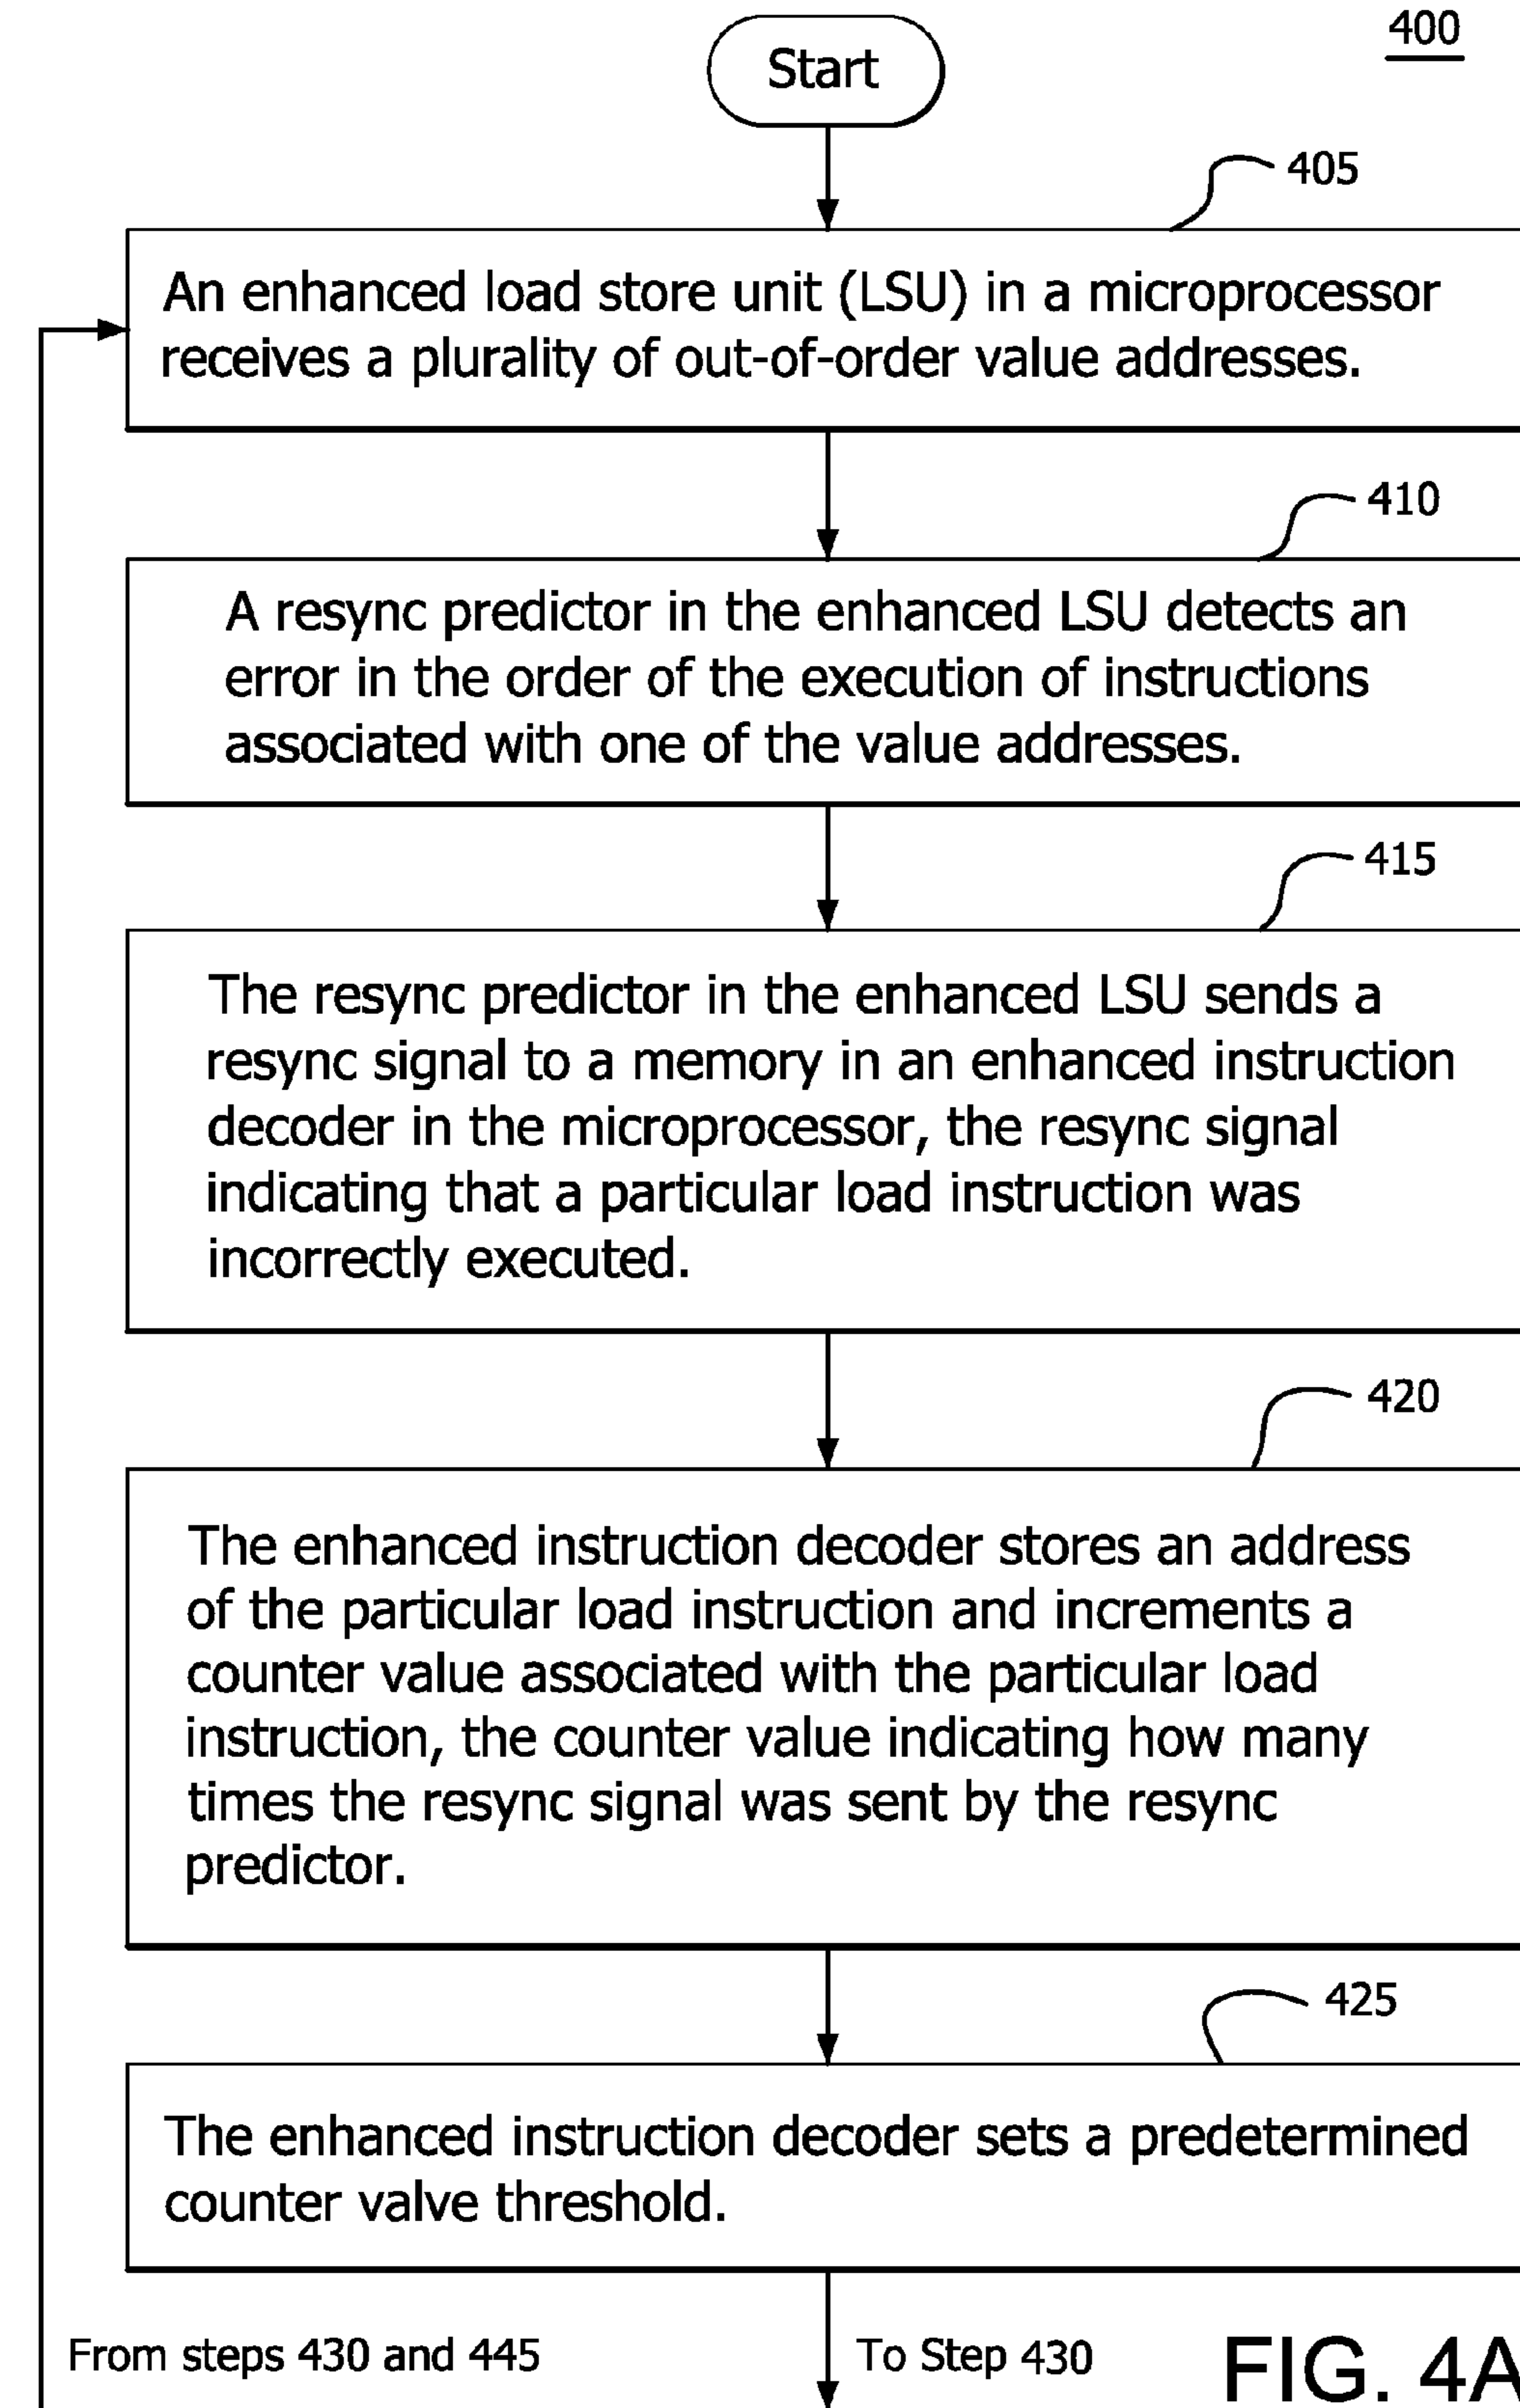 400
Start
405
An enhanced load store unit (LSU) in a microprocessor
receives a plurality of out-of-order value addresses.
410
A resync predictor in the enhanced LSU detects an
error in the order of the execution of instructions
associated with one of the value addresses.
415
The resync predictor in the enhanced LSU sends a
resync signal to a memory in an enhanced instruction
decoder in the microprocessor, the resync signal
indicating that a particular load instruction was
incorrectly executed.
420
The enhanced instruction decoder stores an address
of the particular load instruction and increments a
counter value associated with the particular load
instruction, the counter value indicating how many
times the resync signal was sent by the resync
predictor.
425
The enhanced instruction decoder sets a predetermined
counter valve threshold.
From steps 430 and 445
To Step 430
FIG. 4A